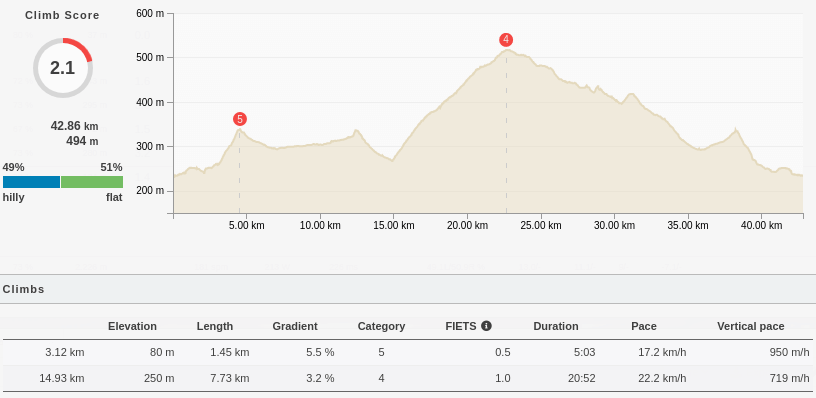 Climb Score
2.1
42.86 km
494 m
49% 51%
hilly flat
600 m
500 m
400 m
300 m
200 m
5
4
5.00 km 10.00 km 15.00 km 20.00 km 25.00 km 30.00 km 35.00 km 40.00 km
Climbs
Elevation Length Gradient Category FIETS Duration Pace Vertical pace
3.12 km 80 m 1.45 km 5.5 % 5 0.5 5:03 17.2 km/h 950 m/h
14.93 km 250 m 7.73 km 3.2 % 4 1.0 20:52 22.2 km/h 719 m/h